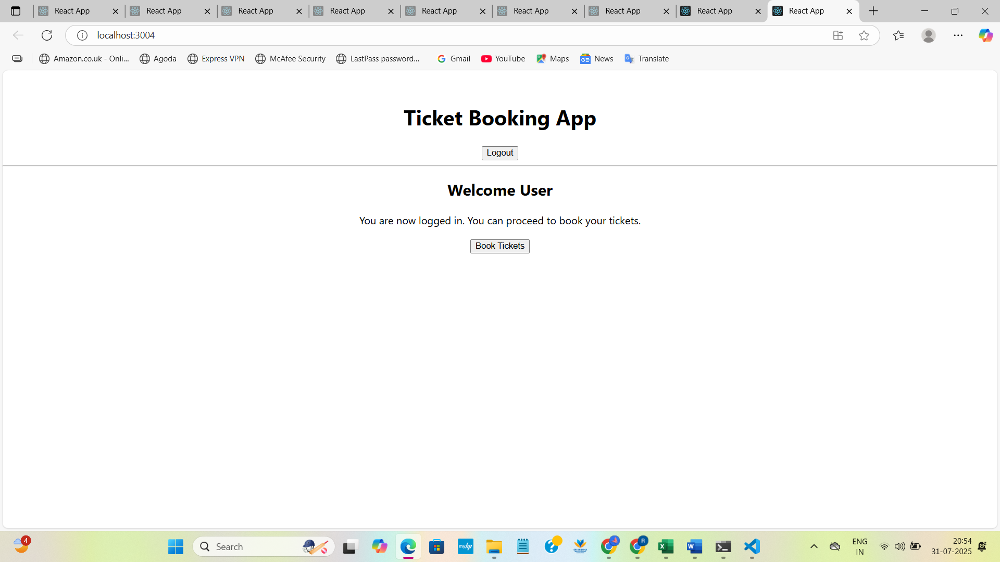 React App
React App
React App
React App
React App
React App
React App
React App
React App
localhost:3004
Amazon.co.uk - Onli...
Agoda
Express VPN
McAfee Security
LastPass password...
Gmail
YouTube
Maps
News
Translate
Ticket Booking App
Logout
Welcome User
You are now logged in. You can proceed to book your tickets.
Book Tickets
4
Search
myhp
R
ENG
IN
20:54
31-07-2025